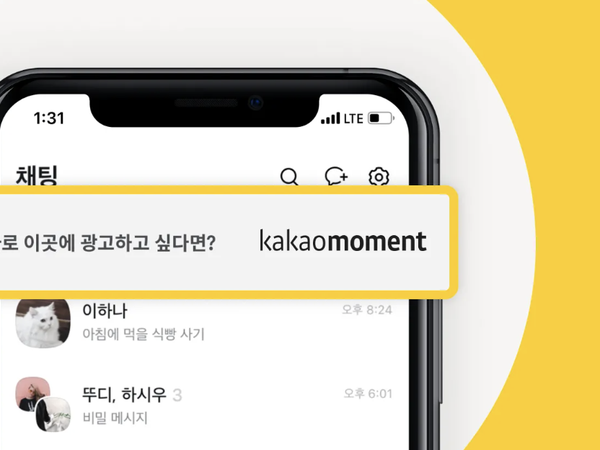 1:31 LTE
채팅
로 이곳에 광고하고 싶다면? kakaomoment
이하나 오후 8:24
아침에 먹을 식빵 사기
뚜디, 하시우 3 오후 6:01
비밀 메시지